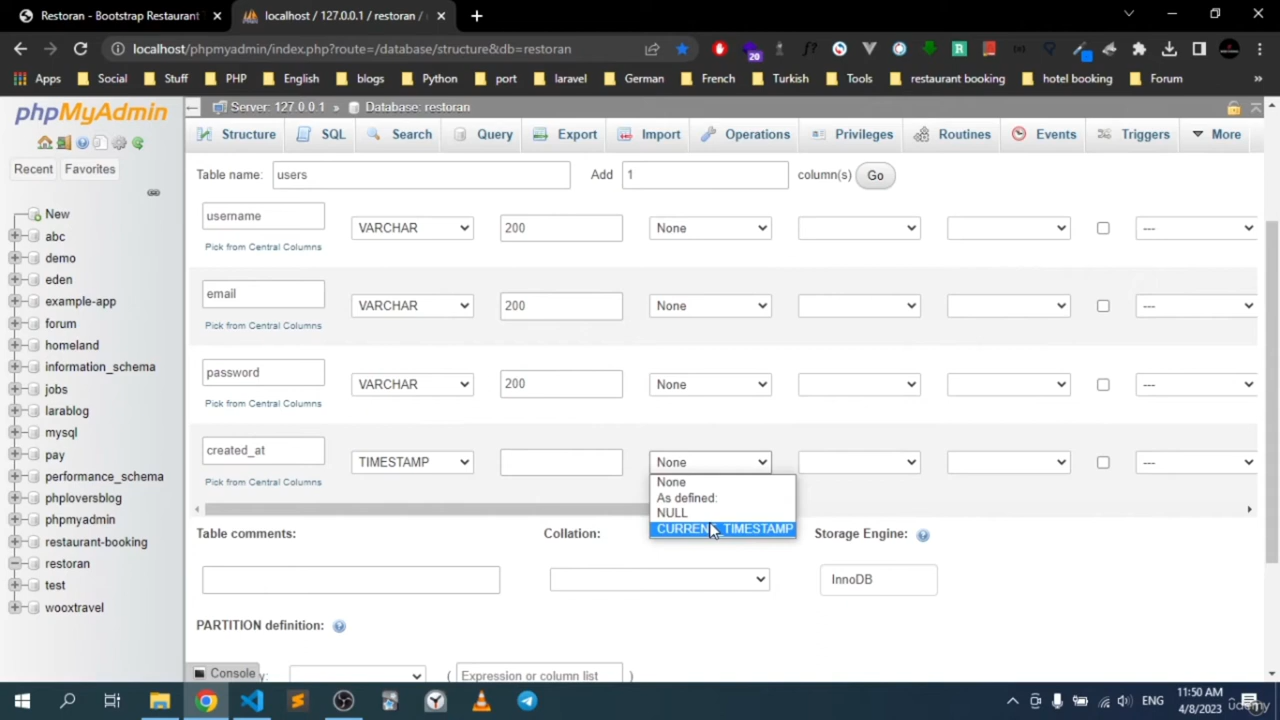 Restoran - Bootstrap Restaurant
localhost / 127.0.0.1 / restoran /
localhost/phpmyadmin/index.php?route=/database/structure&db=restoran
20
Apps Social Stuff PHP English blogs Python port laravel German French Turkish Tools restaurant booking hotel booking Forum »
phpMyAdmin
Server: 127.0.0.1 » Database: restoran
Structure SQL Search Query Export Import Operations Privileges Routines Events Triggers More
Recent Favorites
New
abc
demo
eden
example-app
forum
homeland
information_schema
jobs
larablog
mysql
pay
performance_schema
phploversblog
phpmyadmin
restaurant-booking
restoran
test
wooxtravel
Table name: users Add 1 column(s) Go
username VARCHAR 200 None ---
Pick from Central Columns
email VARCHAR 200 None ---
Pick from Central Columns
password VARCHAR 200 None ---
Pick from Central Columns
created_at TIMESTAMP None ---
Pick from Central Columns
None
As defined:
NULL
CURRENT_TIMESTAMP
Table comments: Collation: Storage Engine:
InnoDB
PARTITION definition:
Console
( Expression or column list )
ENG
11:50 AM
4/8/2023
udemy